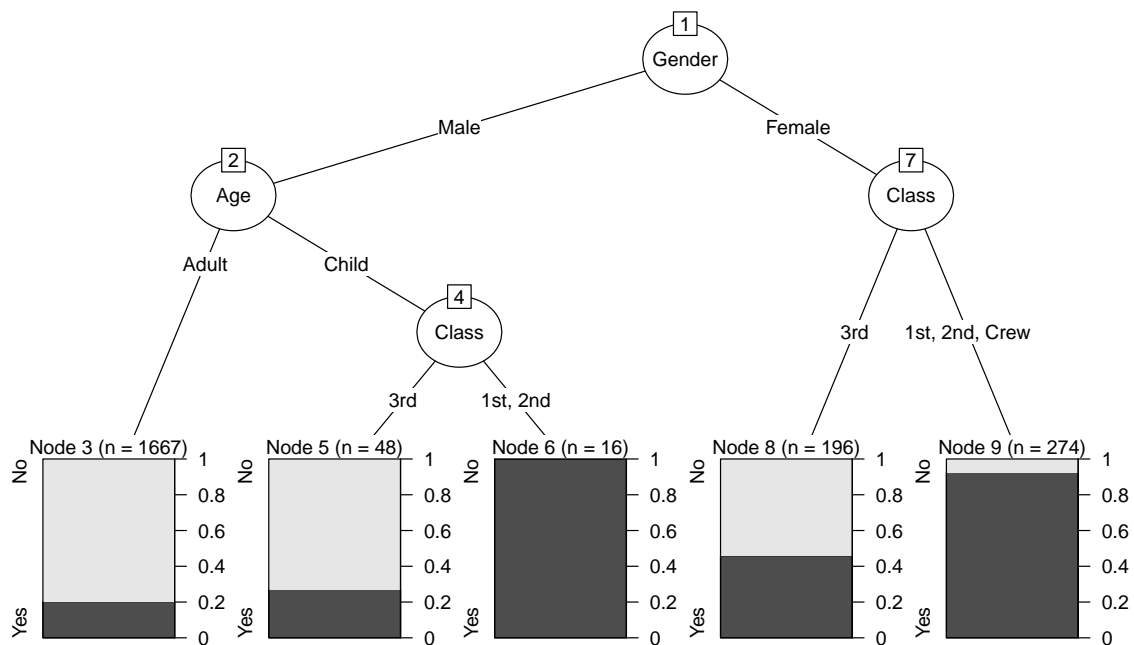 1
Gender
Male
Female
2
Age
7
Class
Adult
Child
4
Class
3rd
1st, 2nd
3rd
1st, 2nd, Crew
Node 3 (n = 1667)
No
Yes
1
0.8
0.6
0.4
0.2
0
Node 5 (n = 48)
No
Yes
1
0.8
0.6
0.4
0.2
0
Node 6 (n = 16)
No
Yes
1
0.8
0.6
0.4
0.2
0
Node 8 (n = 196)
No
Yes
1
0.8
0.6
0.4
0.2
0
Node 9 (n = 274)
No
Yes
1
0.8
0.6
0.4
0.2
0